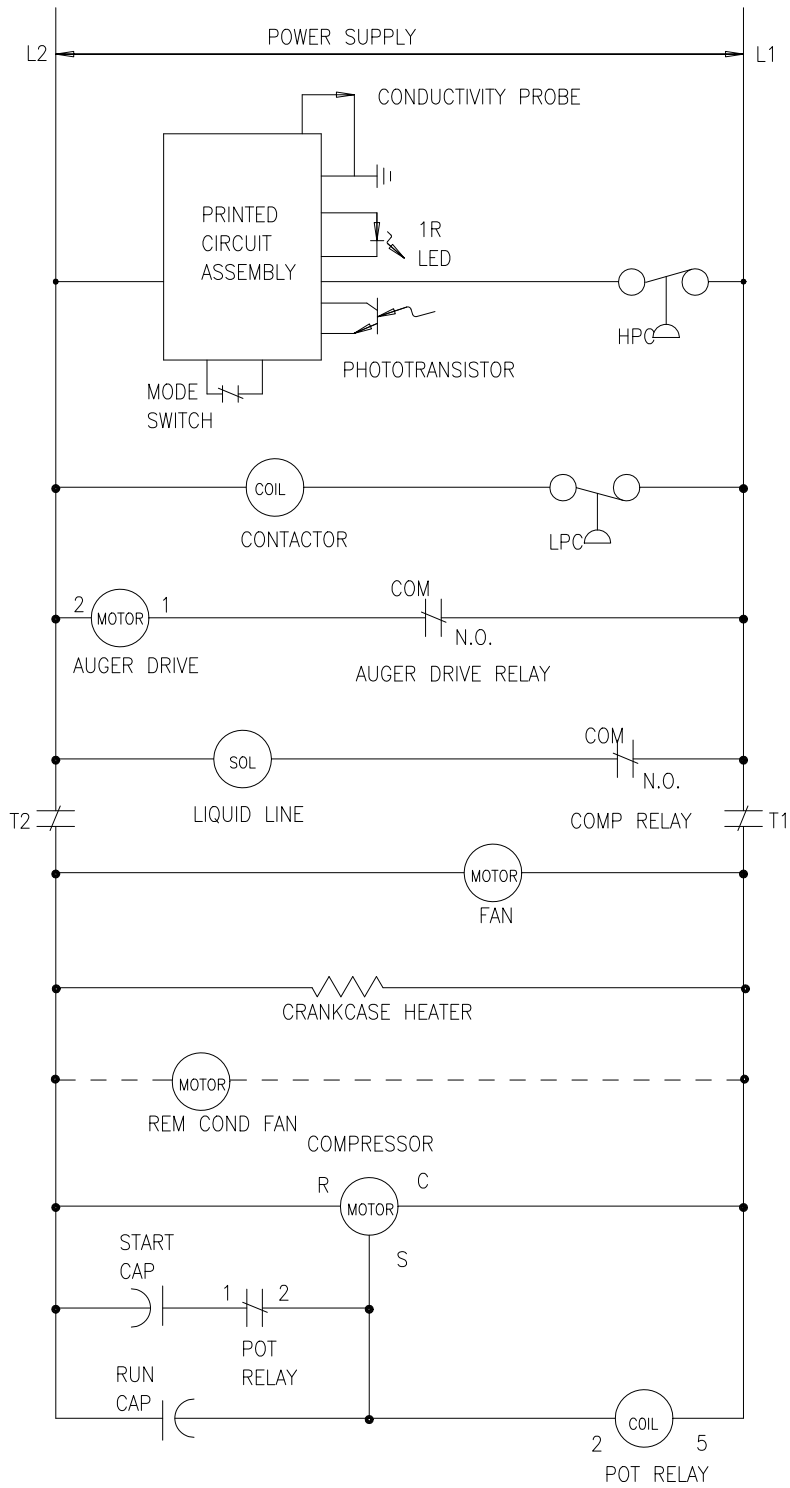 POWER SUPPLY
L2
L1
CONDUCTIVITY PROBE
PRINTED
CIRCUIT
ASSEMBLY
1R
LED
HPC
PHOTOTRANSISTOR
MODE
SWITCH
COIL
CONTACTOR
LPC
COM
2
MOTOR
1
N.O.
AUGER DRIVE
AUGER DRIVE RELAY
COM
SOL
N.O.
LIQUID LINE
COMP RELAY
T2
T1
MOTOR
FAN
CRANKCASE HEATER
MOTOR
REM COND FAN
COMPRESSOR
R
C
MOTOR
S
START
CAP
1
2
POT
RELAY
RUN
CAP
COIL
2
5
POT RELAY